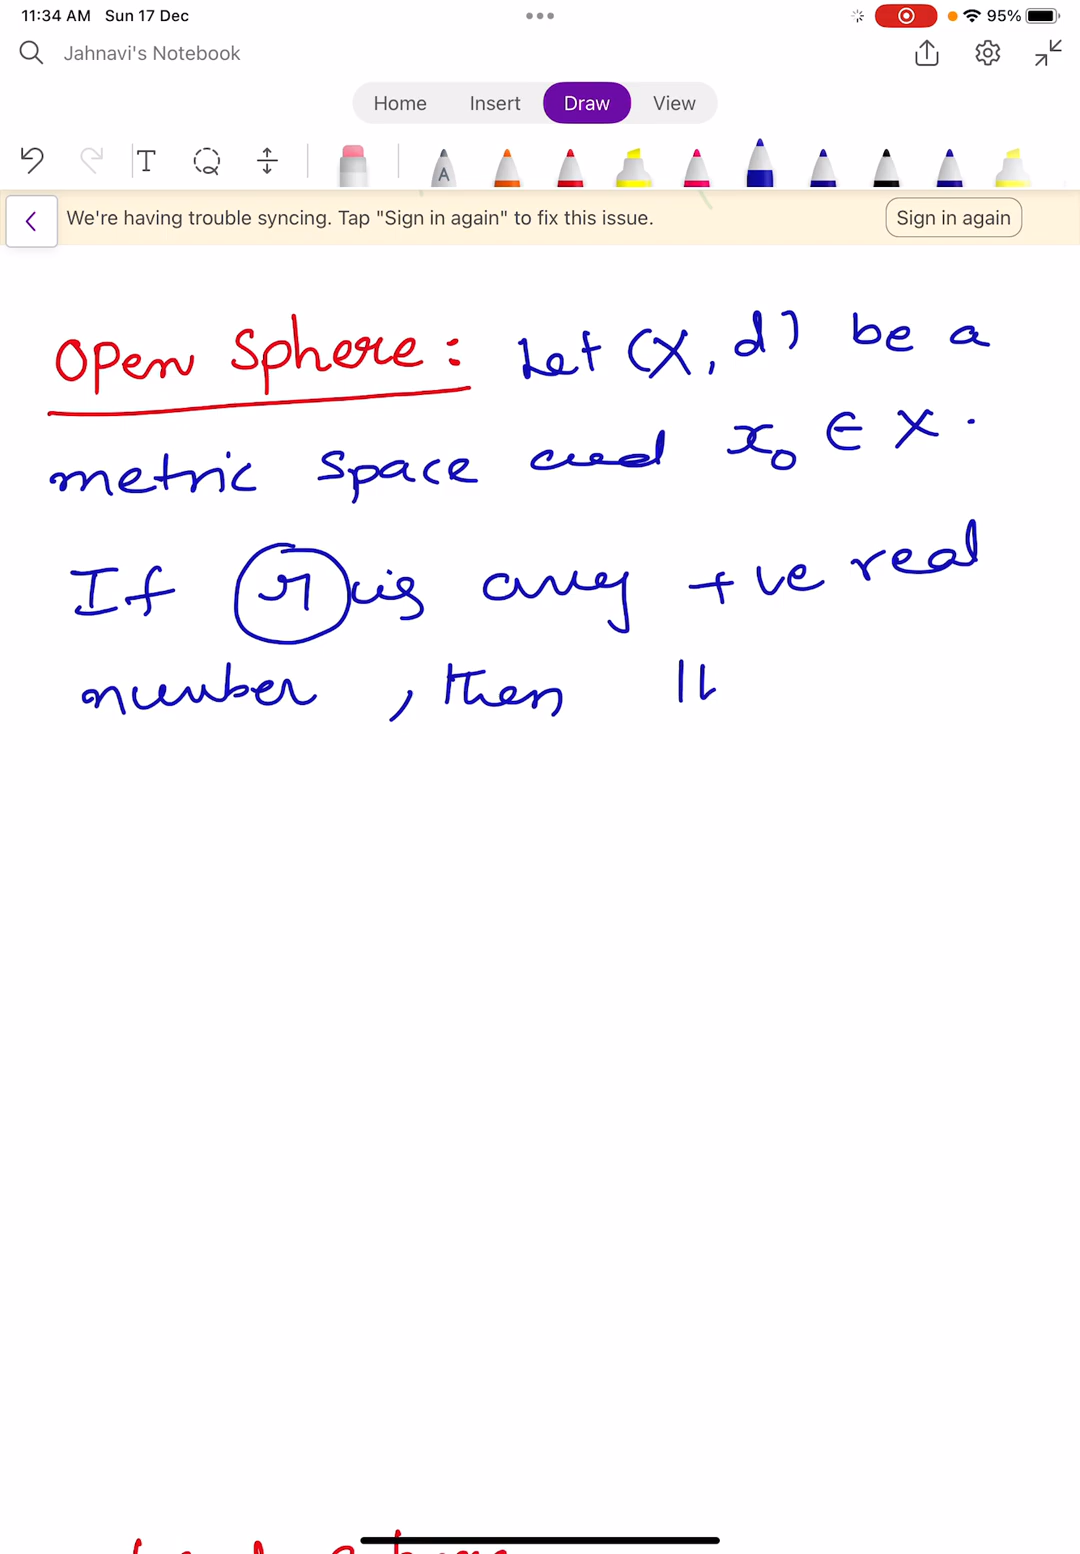 11:34 AM Sun 17 Dec
95%
Jahnavi's Notebook
Home Insert Draw View
T
A
We're having trouble syncing. Tap "Sign in again" to fix this issue.
Sign in again
Open Sphere: Let (X, d) be a
metric space and x₀ ∈ X.
If r is any +ve real
number, then